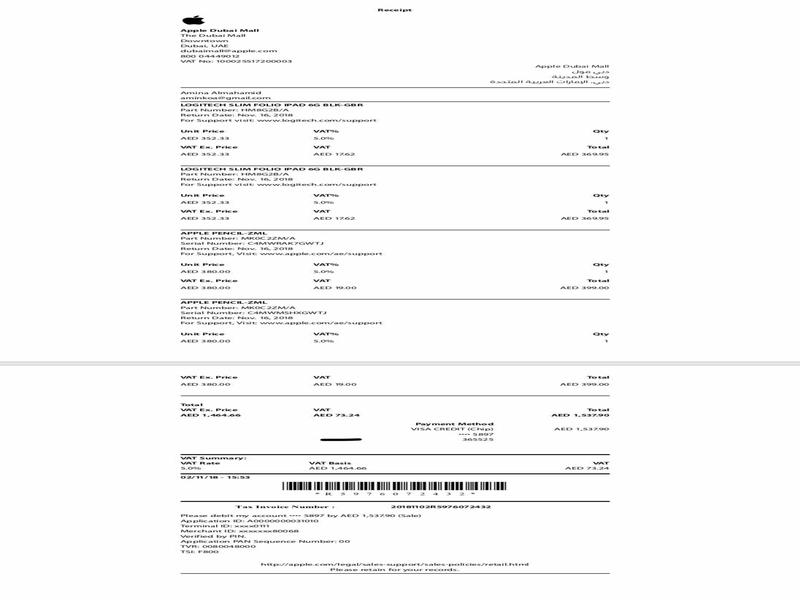 Receipt
Apple Dubai Mall
The Dubai Mall
Downtown
Dubai, UAE
dubaimall@apple.com
800 04449012
VAT No: 100025517200003
Apple Dubai Mall
دبي مول
وسط المدينة
دبي، الإمارات العربية المتحدة
Amina Almahamid
aminkoa@gmail.com
LOGITECH SLIM FOLIO IPAD 6G BLK-GBR
Part Number: HM8G2B/A
Return Date: Nov. 16, 2018
For Support visit: www.logitech.com/support
Unit Price VAT% Qty
AED 352.33 5.0% 1
VAT Ex. Price VAT Total
AED 352.33 AED 17.62 AED 369.95
LOGITECH SLIM FOLIO IPAD 6G BLK-GBR
Part Number: HM8G2B/A
Return Date: Nov. 16, 2018
For Support visit: www.logitech.com/support
Unit Price VAT% Qty
AED 352.33 5.0% 1
VAT Ex. Price VAT Total
AED 352.33 AED 17.62 AED 369.95
APPLE PENCIL-ZML
Part Number: MK0C2ZM/A
Serial Number: C4MWRAK7GWTJ
Return Date: Nov. 16, 2018
For Support, Visit: www.apple.com/ae/support
Unit Price VAT% Qty
AED 380.00 5.0% 1
VAT Ex. Price VAT Total
AED 380.00 AED 19.00 AED 399.00
APPLE PENCIL-ZML
Part Number: MK0C2ZM/A
Serial Number: C4MWMSHXGWTJ
Return Date: Nov. 16, 2018
For Support, Visit: www.apple.com/ae/support
Unit Price VAT% Qty
AED 380.00 5.0% 1
VAT Ex. Price VAT Total
AED 380.00 AED 19.00 AED 399.00
Total
VAT Ex. Price VAT Total
AED 1,464.66 AED 73.24 AED 1,537.90
Payment Method
VISA CREDIT (Chip) AED 1,537.90
•••• 5897
365525
VAT Summary:
VAT Rate VAT Basis VAT
5.0% AED 1,464.66 AED 73.24
02/11/18 - 15:53
*R5976072432*
Tax Invoice Number : 20181102R5976072432
Please debit my account •••• 5897 by AED 1,537.90 (Sale)
Application ID: A0000000031010
Terminal ID: xxxx0111
Merchant ID: xxxxxxx80068
Verified by PIN.
Application PAN Sequence Number: 00
TVR: 0080048000
TSI: F800
http://apple.com/legal/sales-support/sales-policies/retail.html
Please retain for your records.